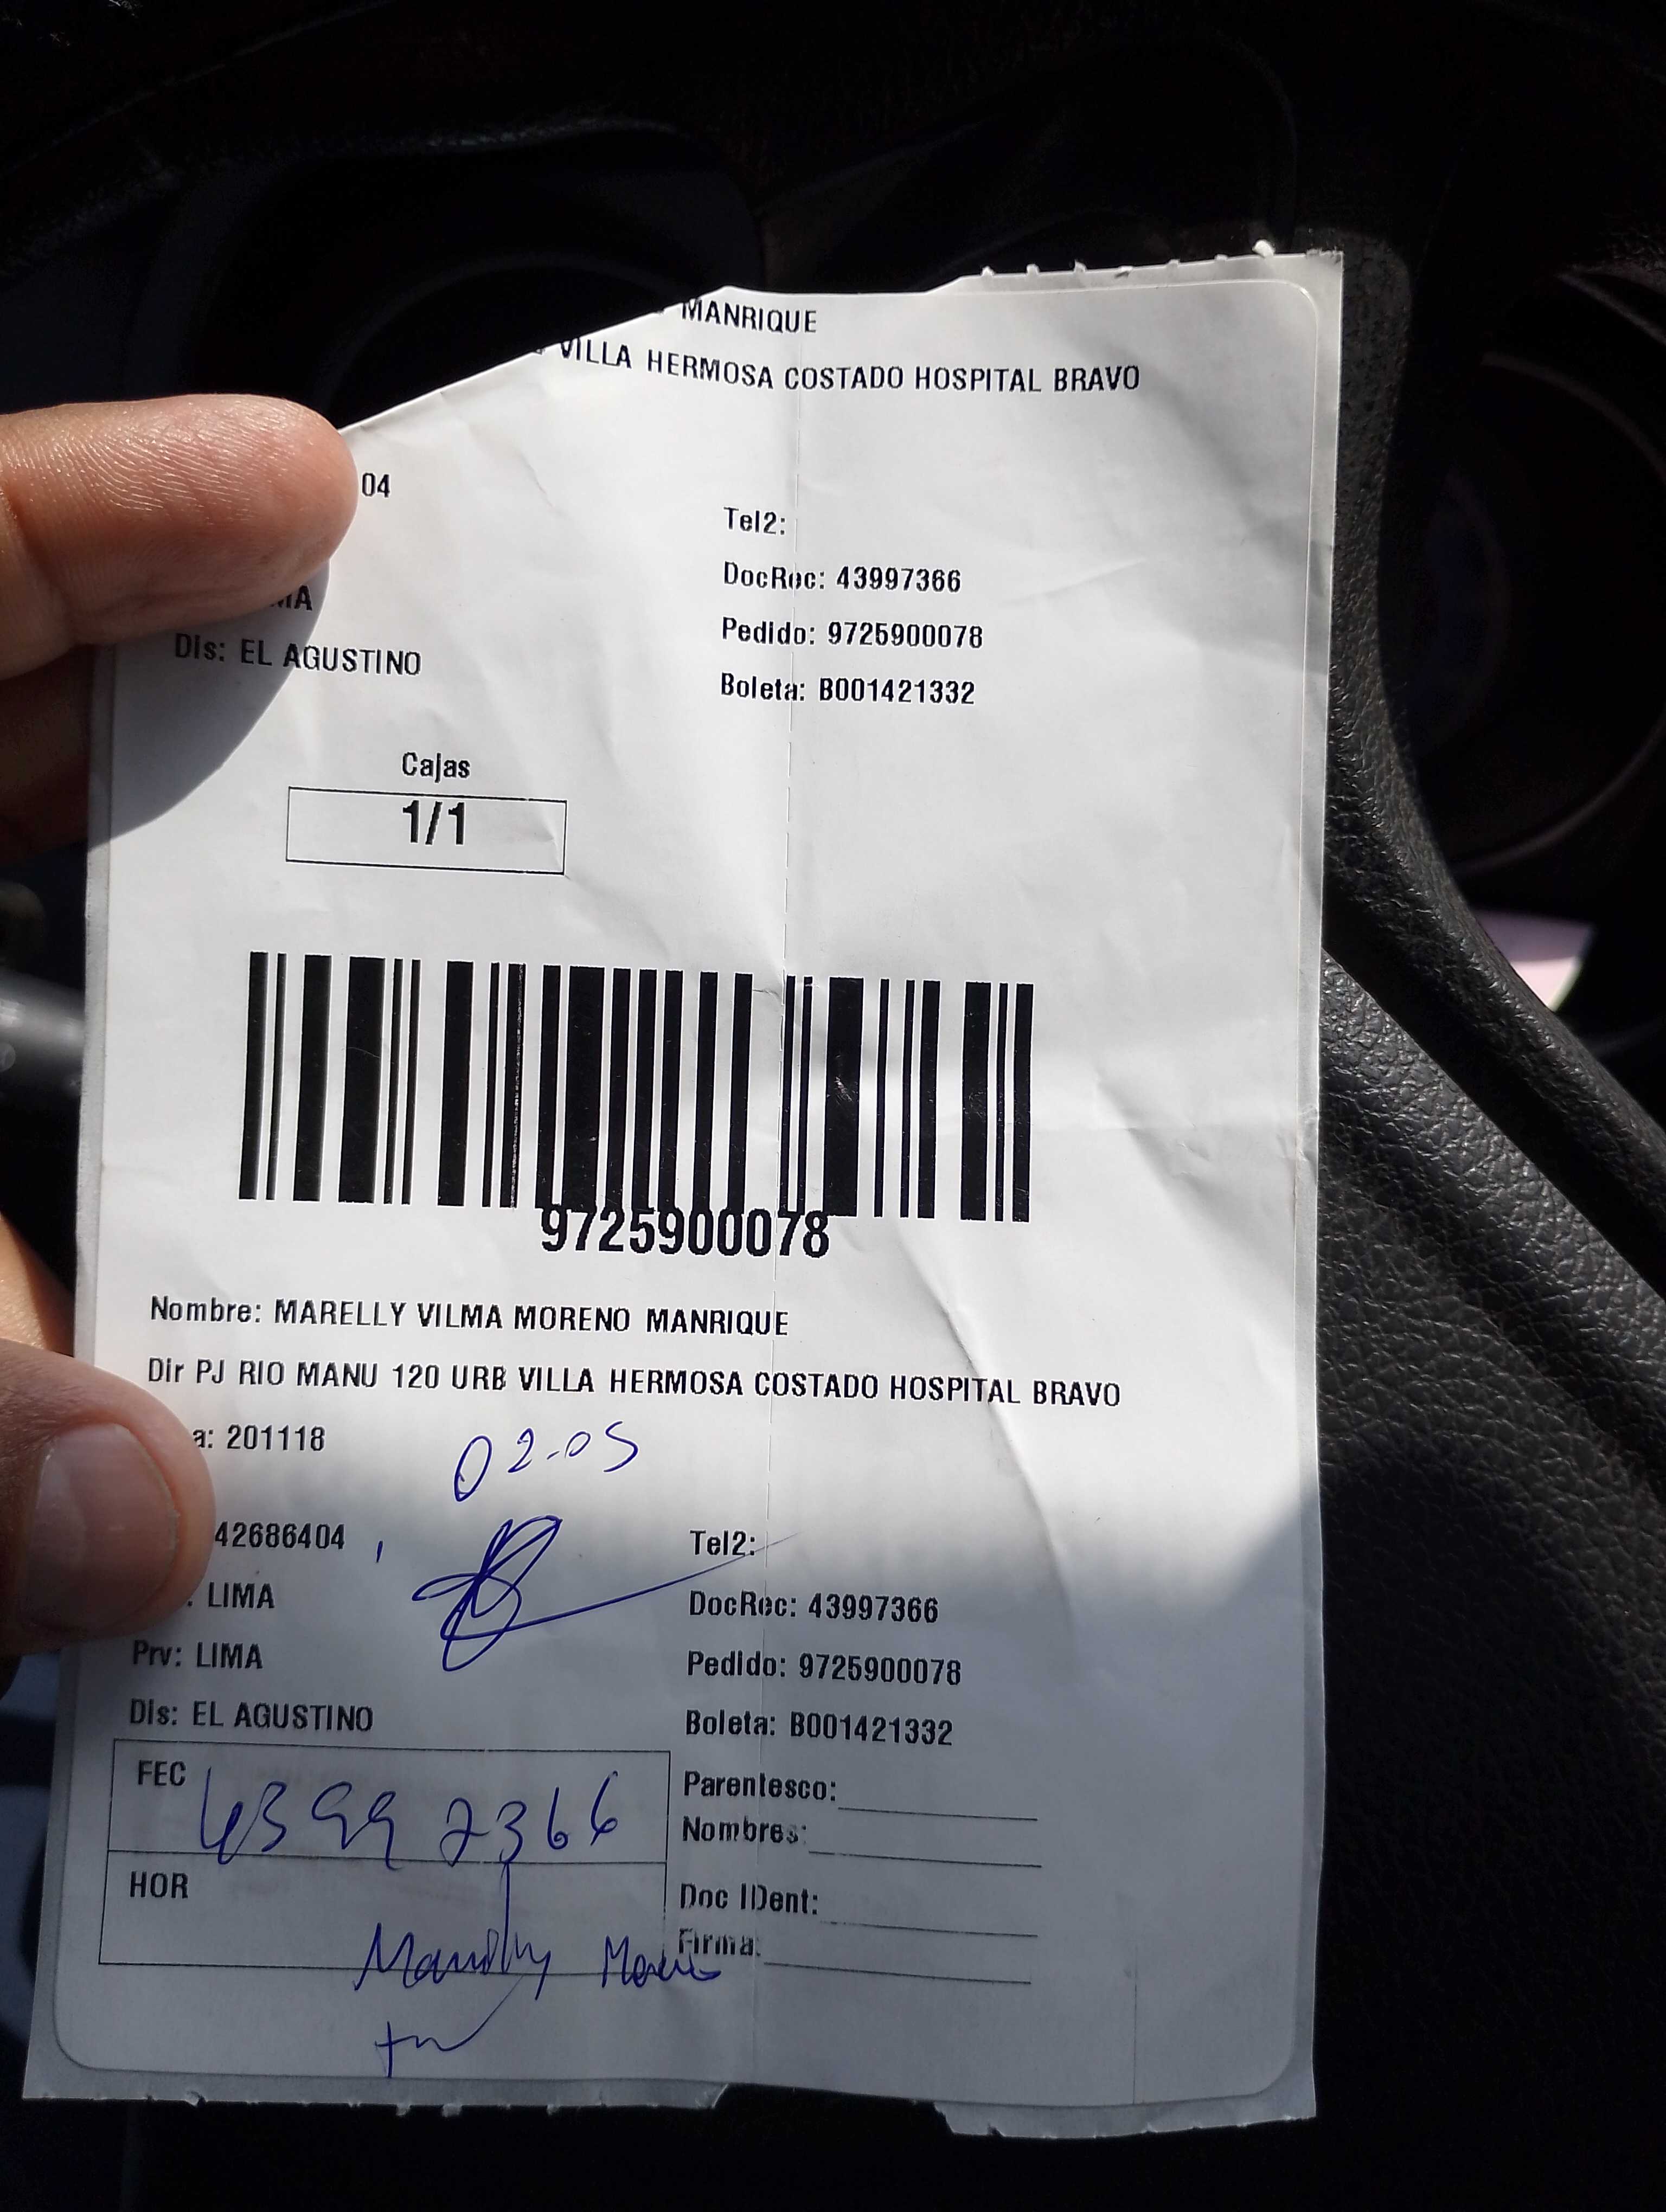 MANRIQUE
VILLA HERMOSA COSTADO HOSPITAL BRAVO
04
Tel2:
DocRec: 43997366
MA
Pedido: 9725900078
Dis: EL AGUSTINO
Boleta: B001421332
Cajas
1/1
9725900078
Nombre: MARELLY VILMA MORENO MANRIQUE
Dir PJ RIO MANU 120 URB VILLA HERMOSA COSTADO HOSPITAL BRAVO
a: 201118
02-05
42686404
Tel2:
LIMA
DocRec: 43997366
Prv: LIMA
Pedido: 9725900078
Dis: EL AGUSTINO
Boleta: B001421332
FEC 43997366
Parentesco:
Nombres:
HOR
Doc IDent:
Firma: